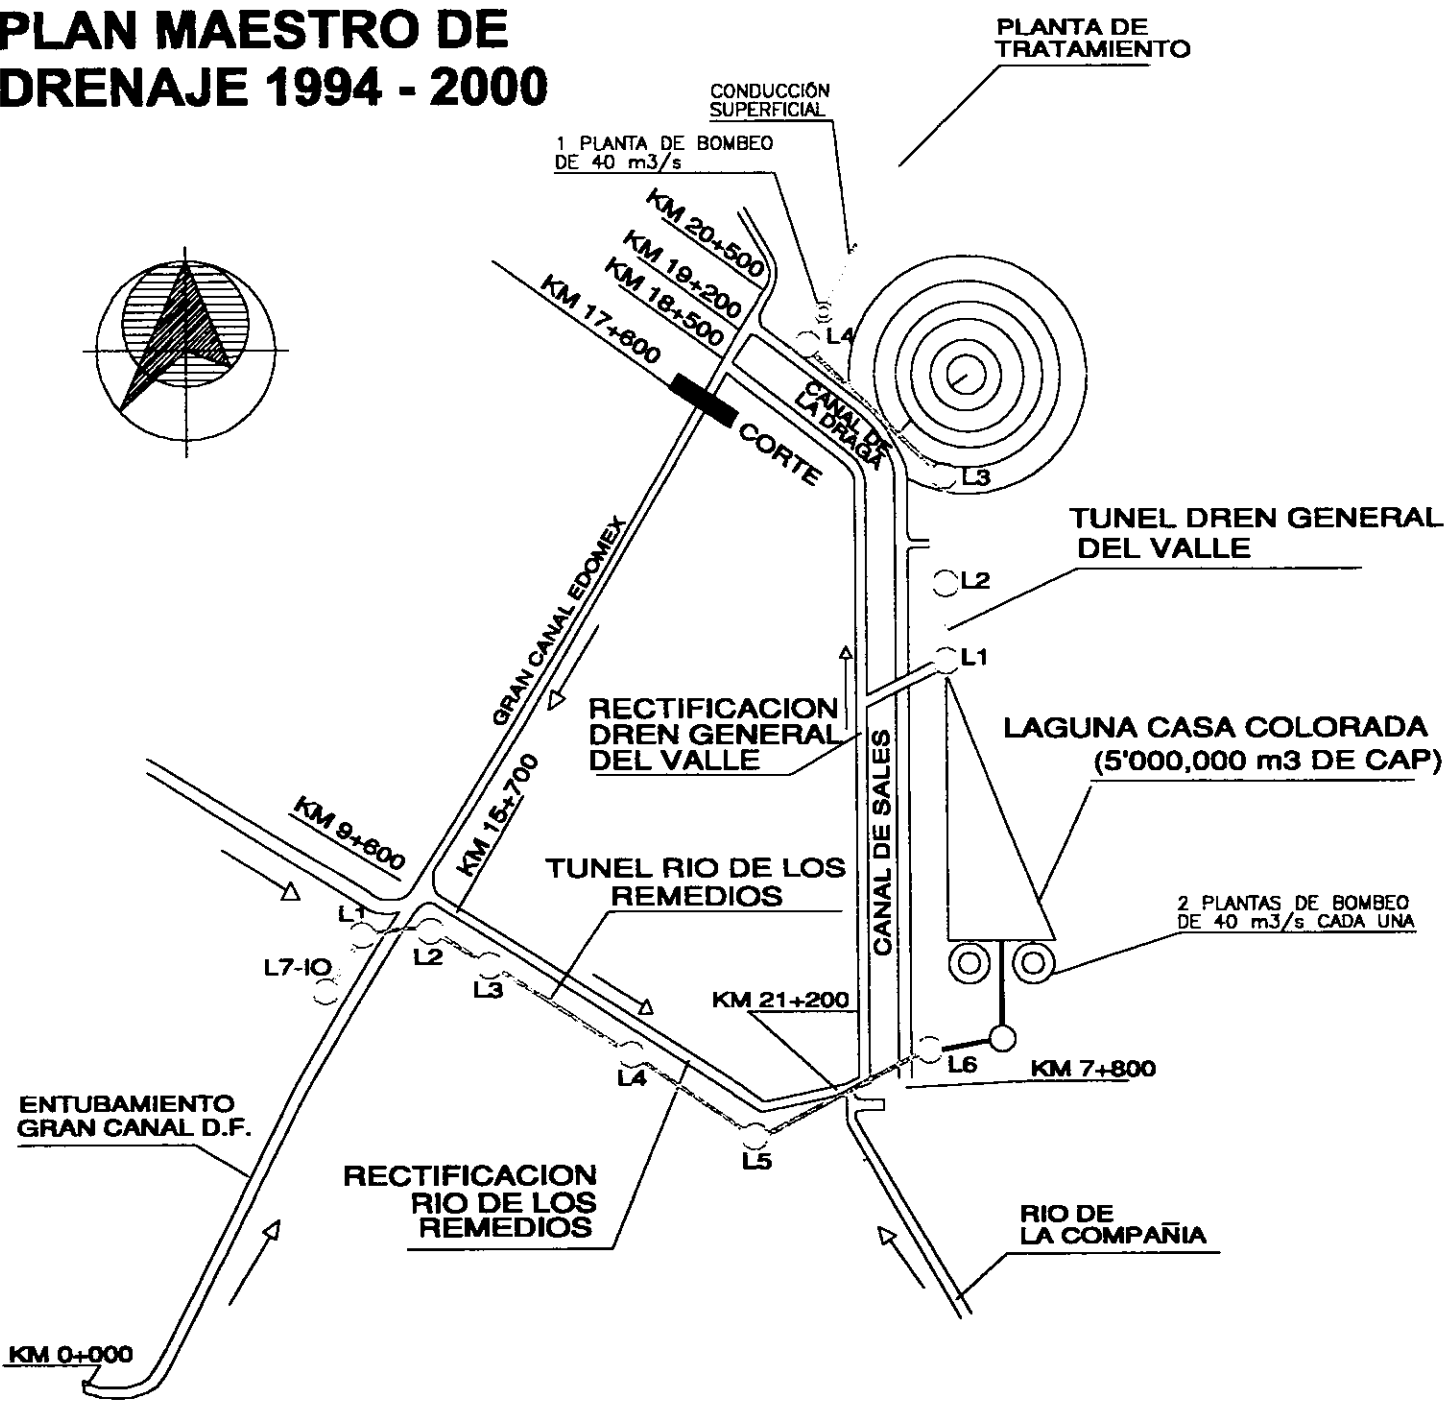 PLAN MAESTRO DE
DRENAJE 1994 - 2000
PLANTA DE
TRATAMIENTO
CONDUCCIÓN
SUPERFICIAL
1 PLANTA DE BOMBEO
DE 40 m3/s
KM 20+500
KM 19+200
KM 18+500
KM 17+600
L4
CANAL DE
LA DRAGA
CORTE
L3
TUNEL DREN GENERAL
DEL VALLE
L2
L1
GRAN CANAL EDOMEX
RECTIFICACION
DREN GENERAL
DEL VALLE
LAGUNA CASA COLORADA
(5'000,000 m3 DE CAP)
CANAL DE SALES
KM 15+700
KM 9+600
TUNEL RIO DE LOS
REMEDIOS
2 PLANTAS DE BOMBEO
DE 40 m3/s CADA UNA
L1
L2
L7-IO
L3
KM 21+200
L4
L6
KM 7+800
ENTUBAMIENTO
GRAN CANAL D.F.
L5
RECTIFICACION
RIO DE LOS
REMEDIOS
RIO DE
LA COMPAÑIA
KM 0+000